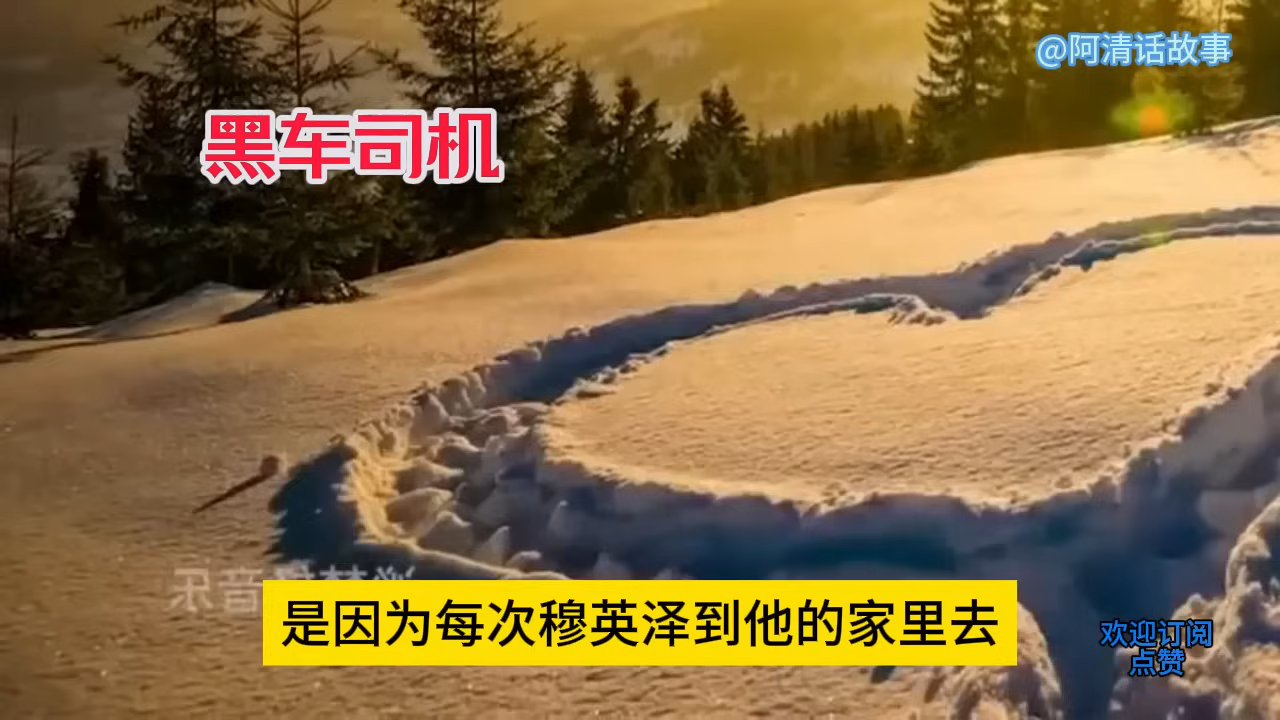 @阿清话故事
黑车司机
是因为每次穆英泽到他的家里去
欢迎订阅
点赞